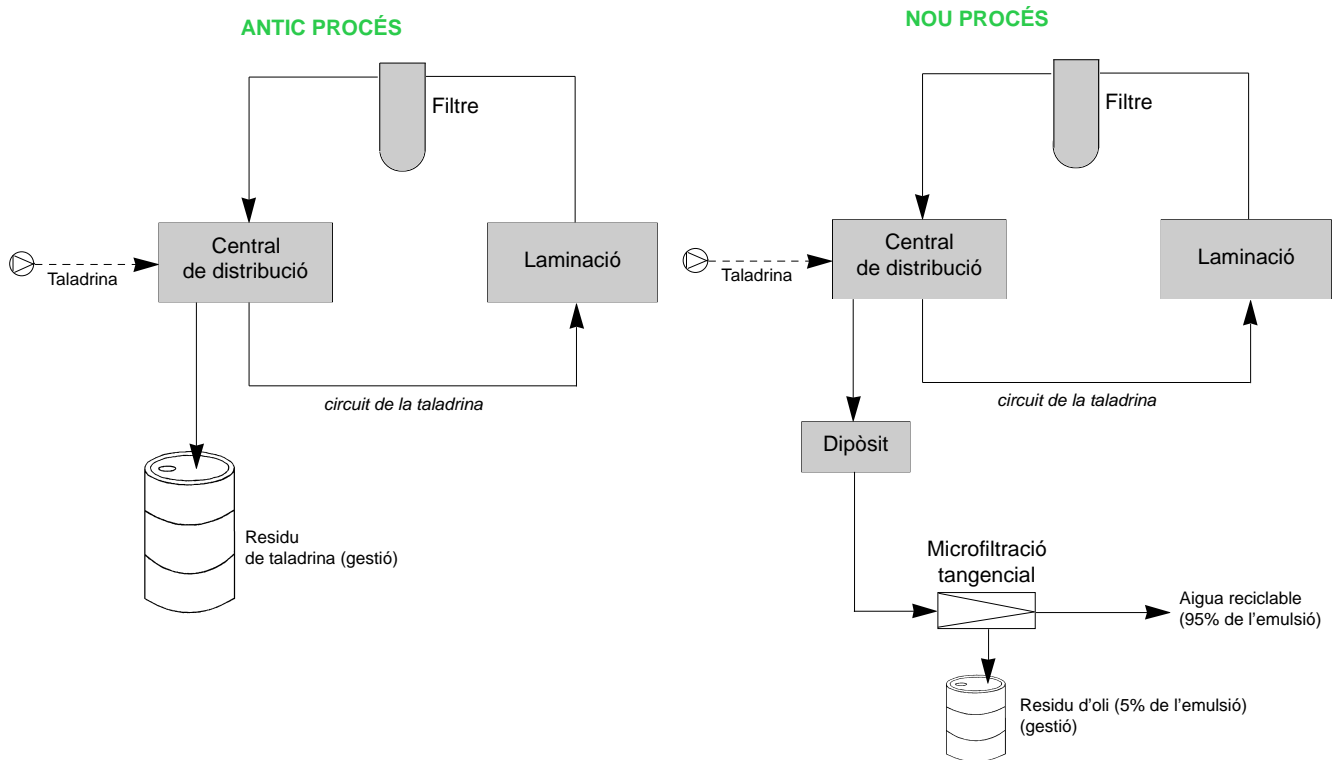 ANTIC PROCÉS
Filtre
Central
de distribució
Laminació
Taladrina
circuit de la taladrina
Residu
de taladrina (gestió)
NOU PROCÉS
Filtre
Central
de distribució
Laminació
Taladrina
circuit de la taladrina
Dipòsit
Microfiltració
tangencial
Aigua reciclable
(95% de l'emulsió)
Residu d'oli (5% de l'emulsió)
(gestió)